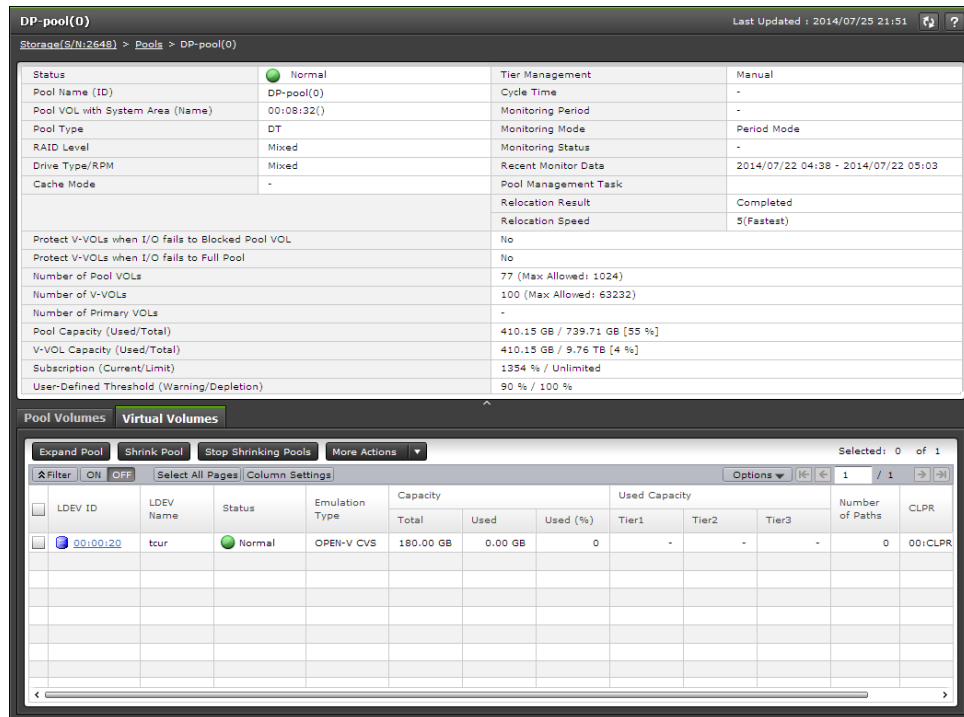 DP-pool(0) Last Updated : 2014/07/25 21:51 ?
Storage(S/N:2648) > Pools > DP-pool(0)
Status Normal Tier Management Manual
Pool Name (ID) DP-pool(0) Cycle Time -
Pool VOL with System Area (Name) 00:08:32() Monitoring Period -
Pool Type DT Monitoring Mode Period Mode
RAID Level Mixed Monitoring Status -
Drive Type/RPM Mixed Recent Monitor Data 2014/07/22 04:38 - 2014/07/22 05:03
Cache Mode - Pool Management Task
Relocation Result Completed
Relocation Speed 5(Fastest)
Protect V-VOLs when I/O fails to Blocked Pool VOL No
Protect V-VOLs when I/O fails to Full Pool No
Number of Pool VOLs 77 (Max Allowed: 1024)
Number of V-VOLs 100 (Max Allowed: 63232)
Number of Primary VOLs -
Pool Capacity (Used/Total) 410.15 GB / 739.71 GB [55 %]
V-VOL Capacity (Used/Total) 410.15 GB / 9.76 TB [4 %]
Subscription (Current/Limit) 1354 % / Unlimited
User-Defined Threshold (Warning/Depletion) 90 % / 100 %
Pool Volumes Virtual Volumes
Expand Pool Shrink Pool Stop Shrinking Pools More Actions Selected: 0 of 1
Filter ON OFF Select All Pages Column Settings Options 1 / 1
LDEV ID LDEV Name Status Emulation Type Capacity Used Capacity Number of Paths CLPR
Total Used Used (%) Tier1 Tier2 Tier3
00:00:20 tcur Normal OPEN-V CVS 180.00 GB 0.00 GB 0 - - - 0 00:CLPR